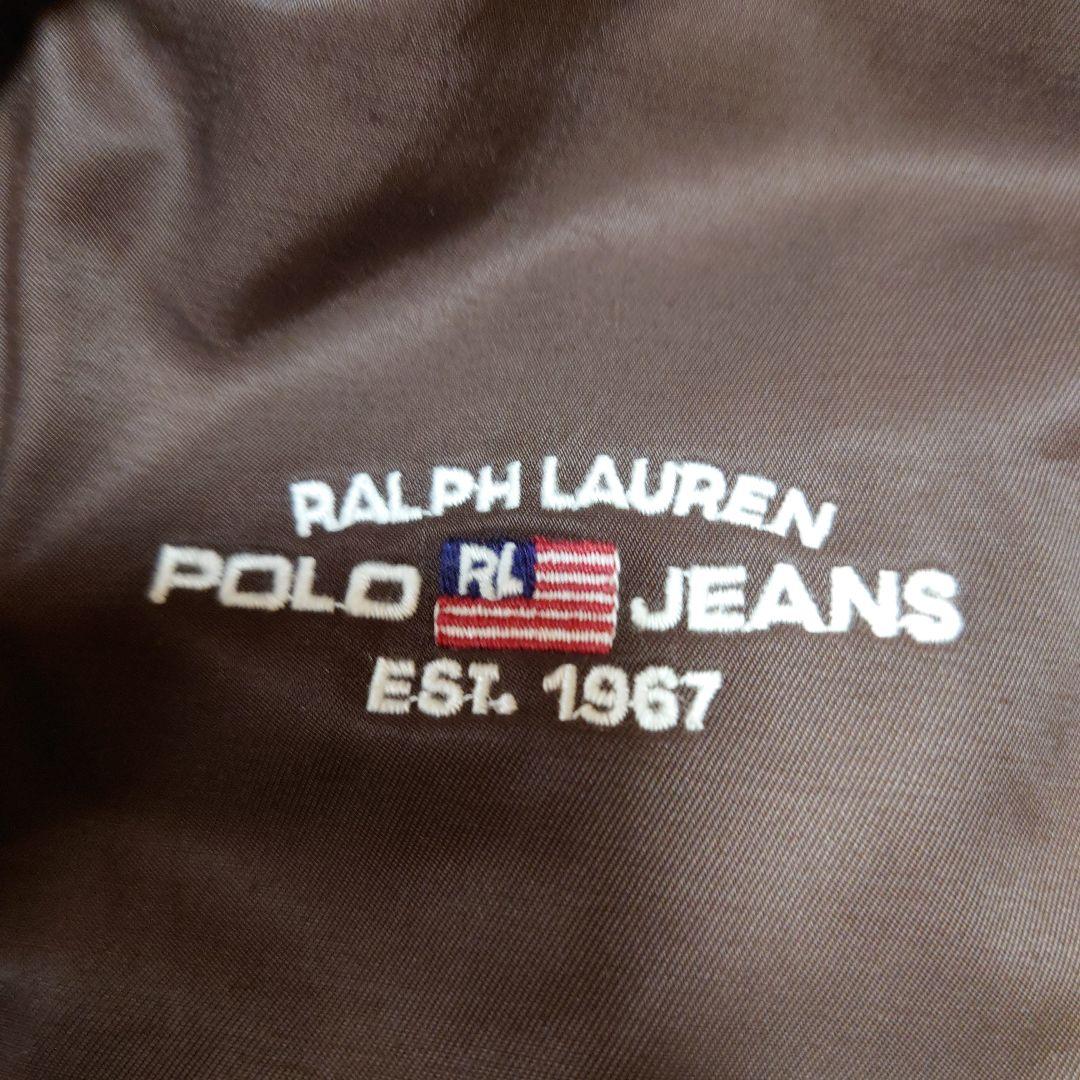 RALPH LAUREN
POLO RL JEANS
EST. 1967